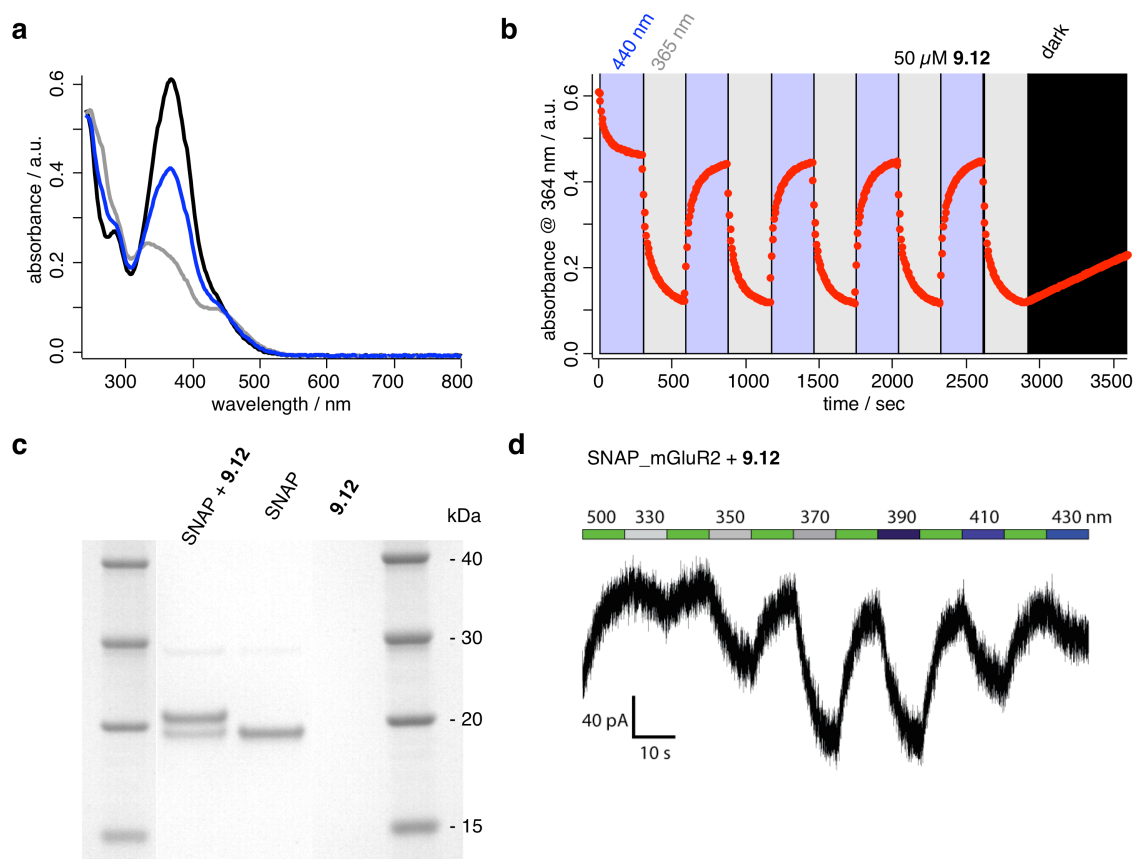 a
absorbance / a.u.
0.6
0.4
0.2
0.0
300 400 500 600 700 800
wavelength / nm
b
440 nm
365 nm
50 µM 9.12
dark
absorbance @ 364 nm / a.u.
0.6
0.4
0.2
0.0
0 500 1000 1500 2000 2500 3000 3500
time / sec
c
SNAP + 9.12
SNAP
9.12
kDa
- 40
- 30
- 20
- 15
d
SNAP_mGluR2 + 9.12
500 330 350 370 390 410 430 nm
40 pA
10 s